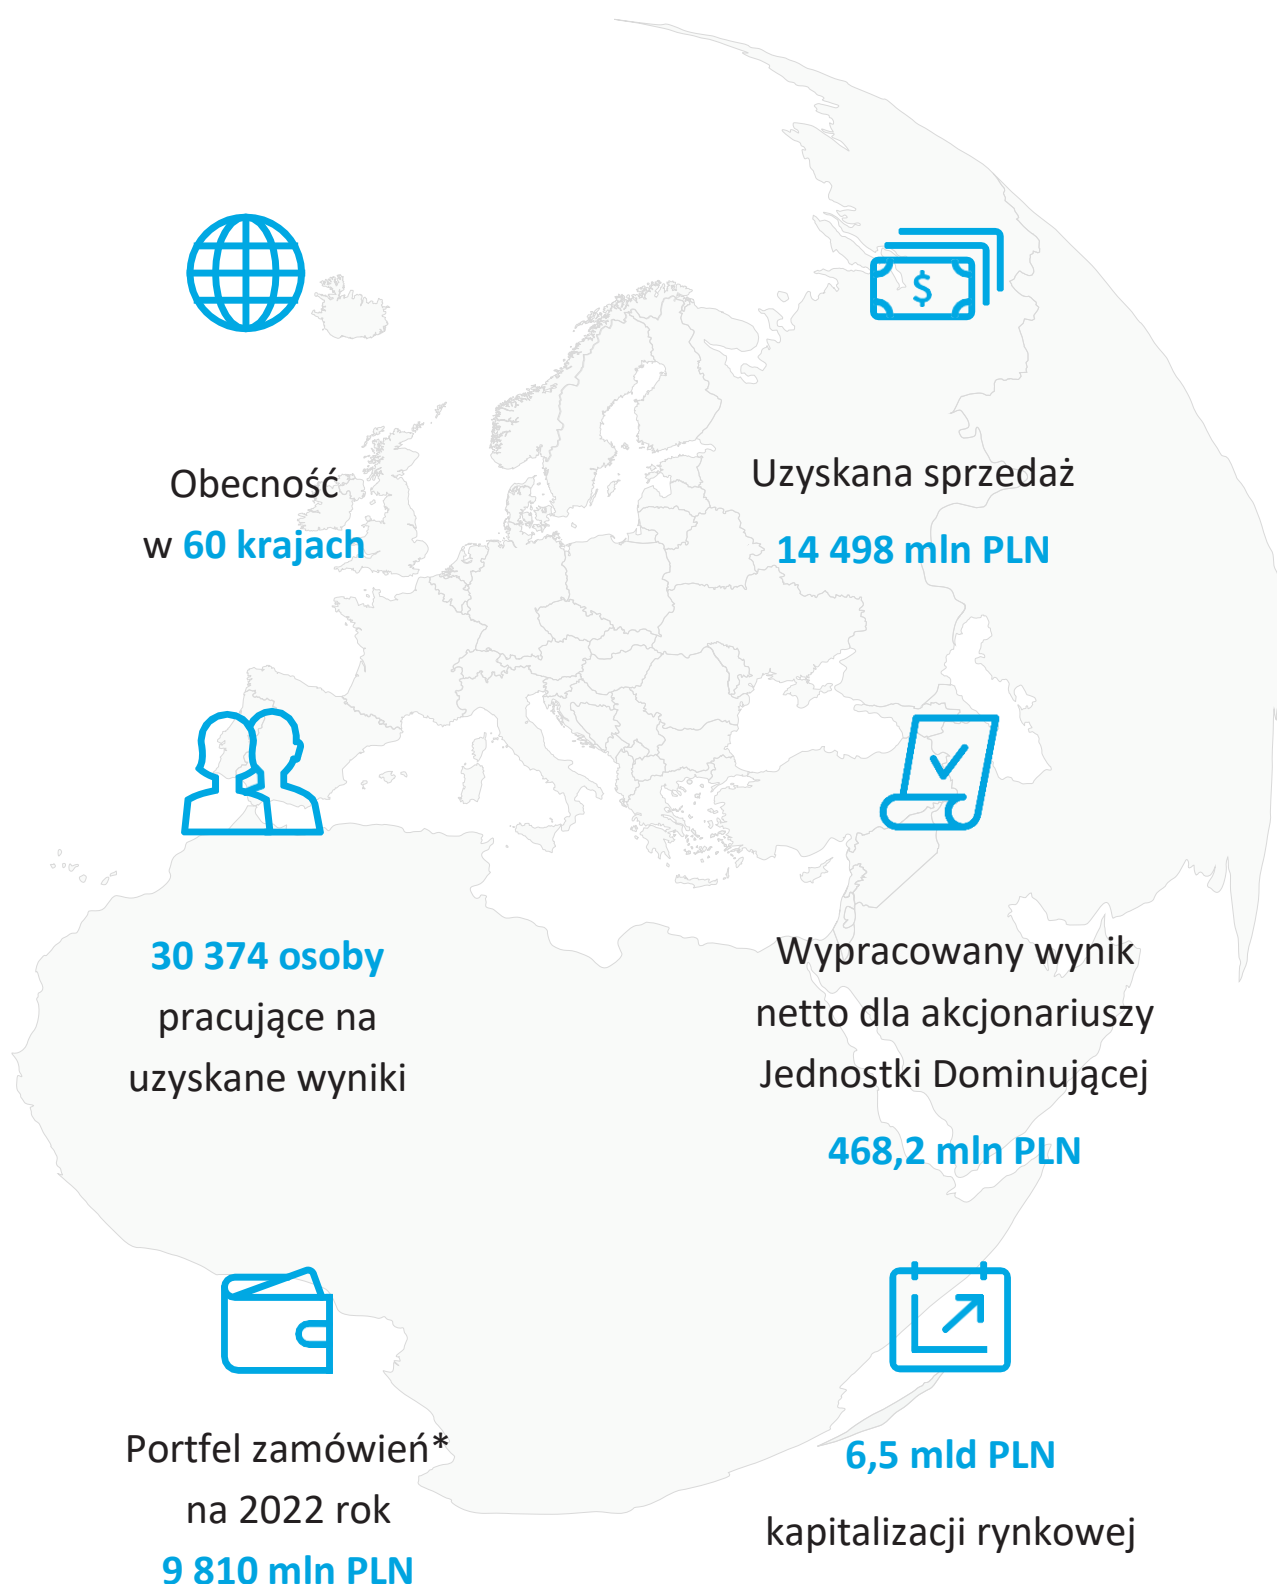 $
Obecność
w 60 krajach
Uzyskana sprzedaż
14 498 mln PLN
30 374 osoby
pracujące na
uzyskane wyniki
Wypracowany wynik
netto dla akcjonariuszy
Jednostki Dominującej
468,2 mln PLN
Portfel zamówień*
na 2022 rok
9 810 mln PLN
6,5 mld PLN
kapitalizacji rynkowej